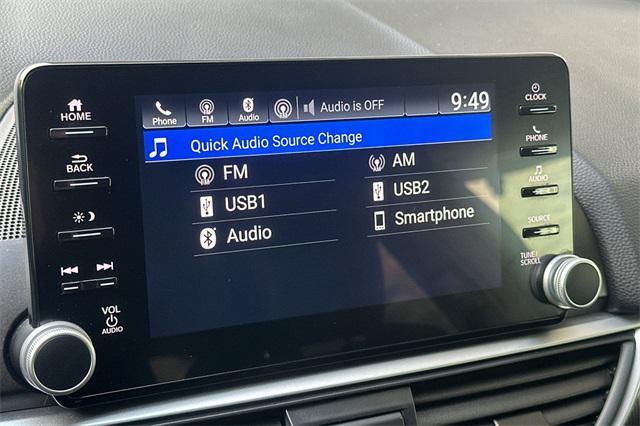 HOME
BACK
VOL
AUDIO
Phone
FM
Audio
Audio is OFF
9:49
Quick Audio Source Change
FM
AM
USB1
USB2
Audio
Smartphone
CLOCK
PHONE
AUDIO
SOURCE
TUNE/
SCROLL